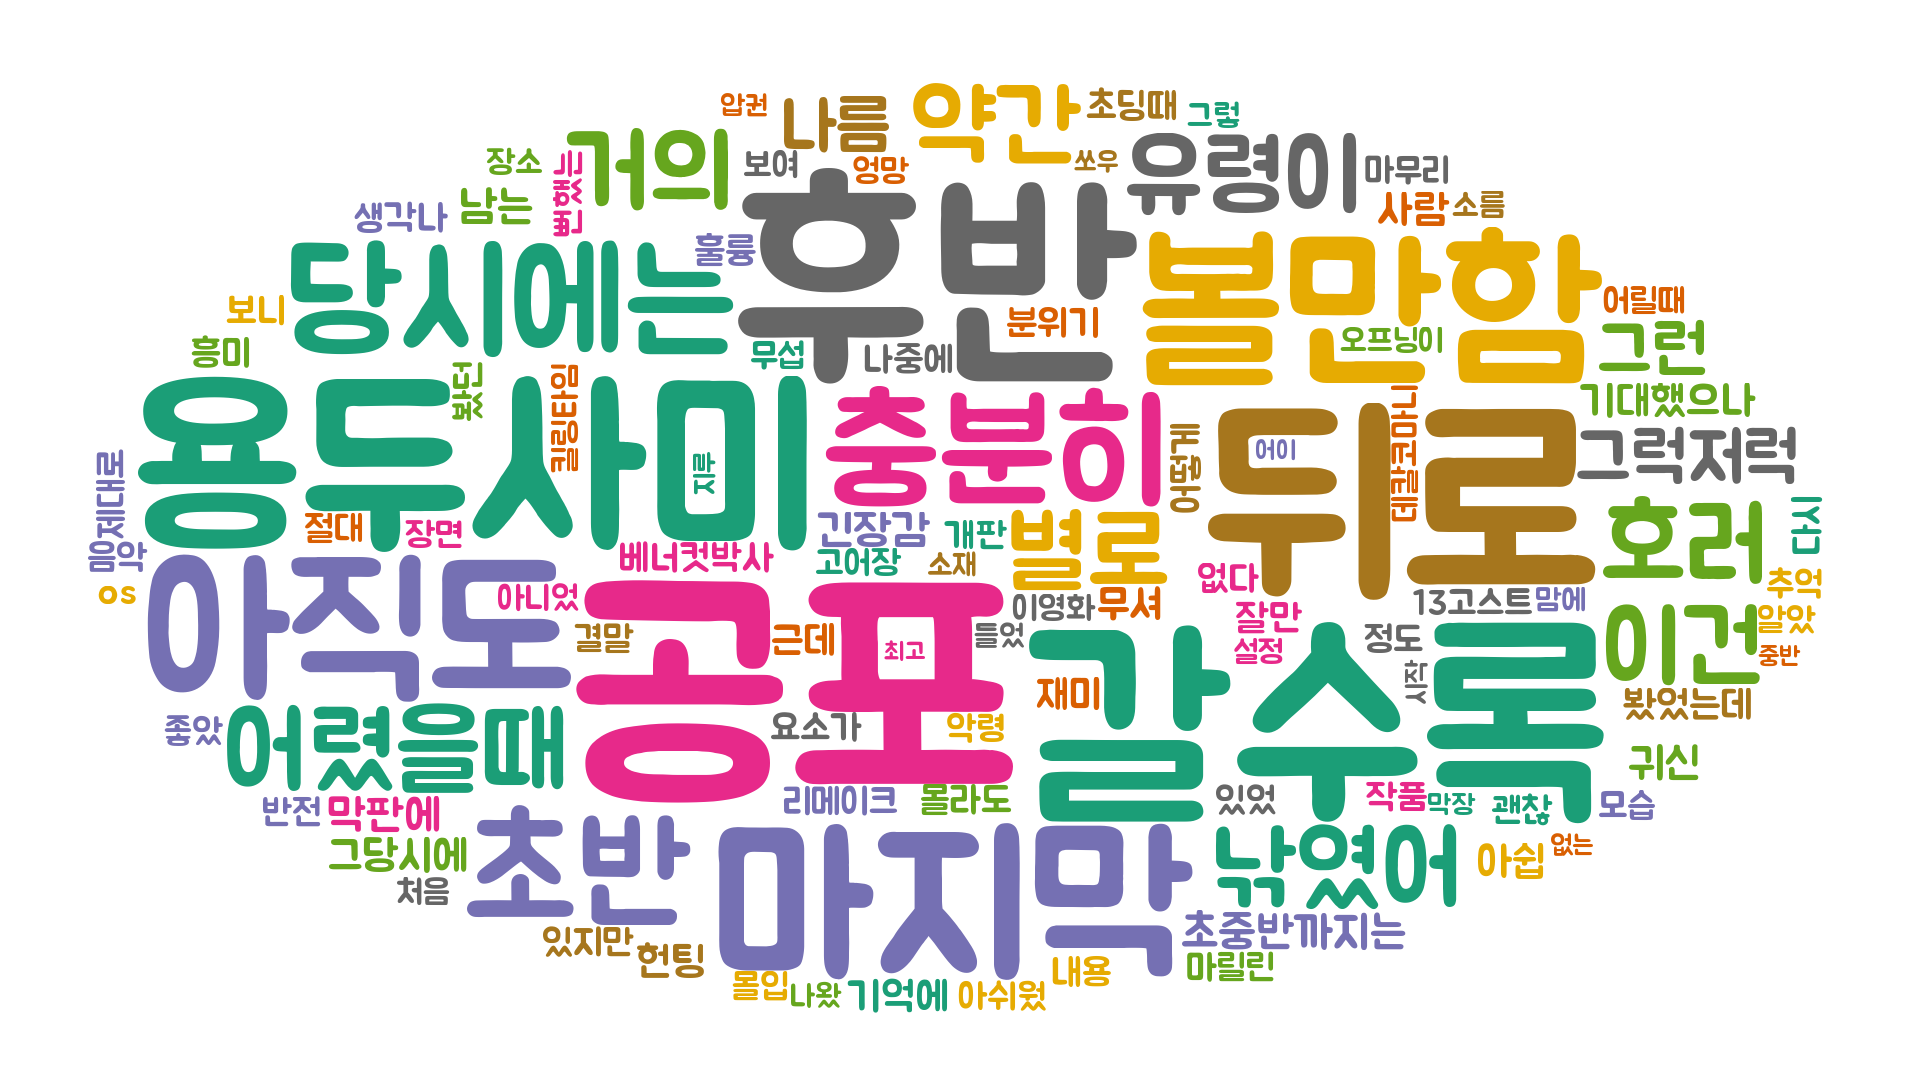 압권
나름
약간
초딩때
그렇
장소
거의
뻔했는
보여
엉망
쏘우
유령이
마무리
생각나
남는
사람
소름
당시에는
훌륭
후반
볼만함
어릴때
보니
흥미
무섭
나중에
분위기
오프닝이
그런
기대했으나
용두사미
봤던
킬링타임
지루
충분히
어떻게
뒤로
어이
데칼코마니
그럭저럭
제대로
음악
절대
장면
베너컷박사
긴장감
고어장
개판
소재
별로
호러
다시
os
아직도
아니었
공포
최고
결말
근데
이영화
무셔
들었
없다
잘만
설정
13고스트
맘에
정도
시작
추억
알았
중반
이건
봤었는데
갈수록
재미
악령
요소가
좋았
어렸을때
귀신
반전
막판에
그당시에
처음
초반
리메이크
몰라도
마지막
있었
작품
막장
괜찮
모습
없는
아쉽
낚였어
초중반까지는
마릴린
있지만
헌팅
몰입
나왔
기억에
아쉬웠
내용